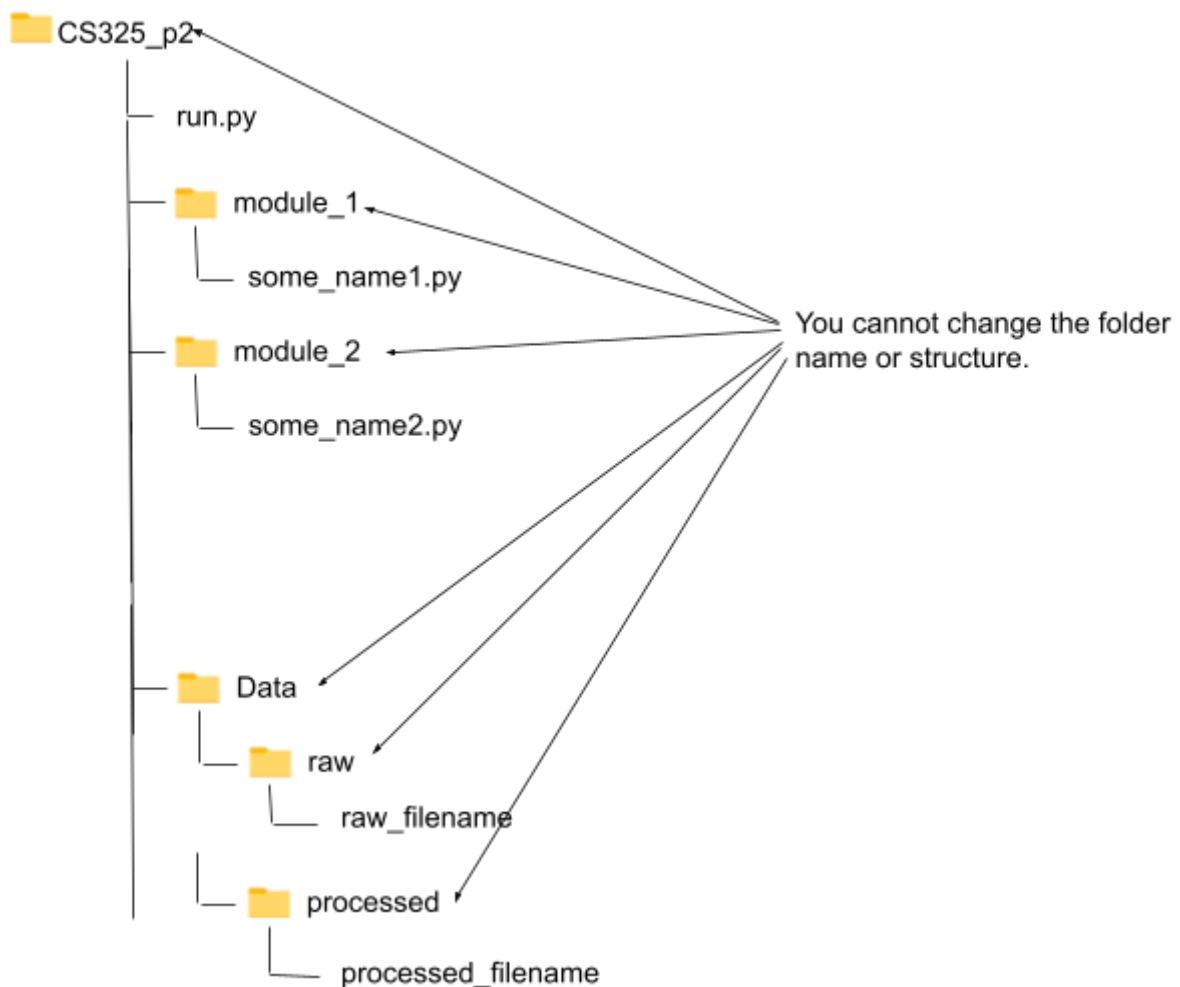 CS325_p2
run.py
module_1
some_name1.py
module_2
some_name2.py
You cannot change the folder
name or structure.
Data
raw
raw_filename
processed
processed_filename